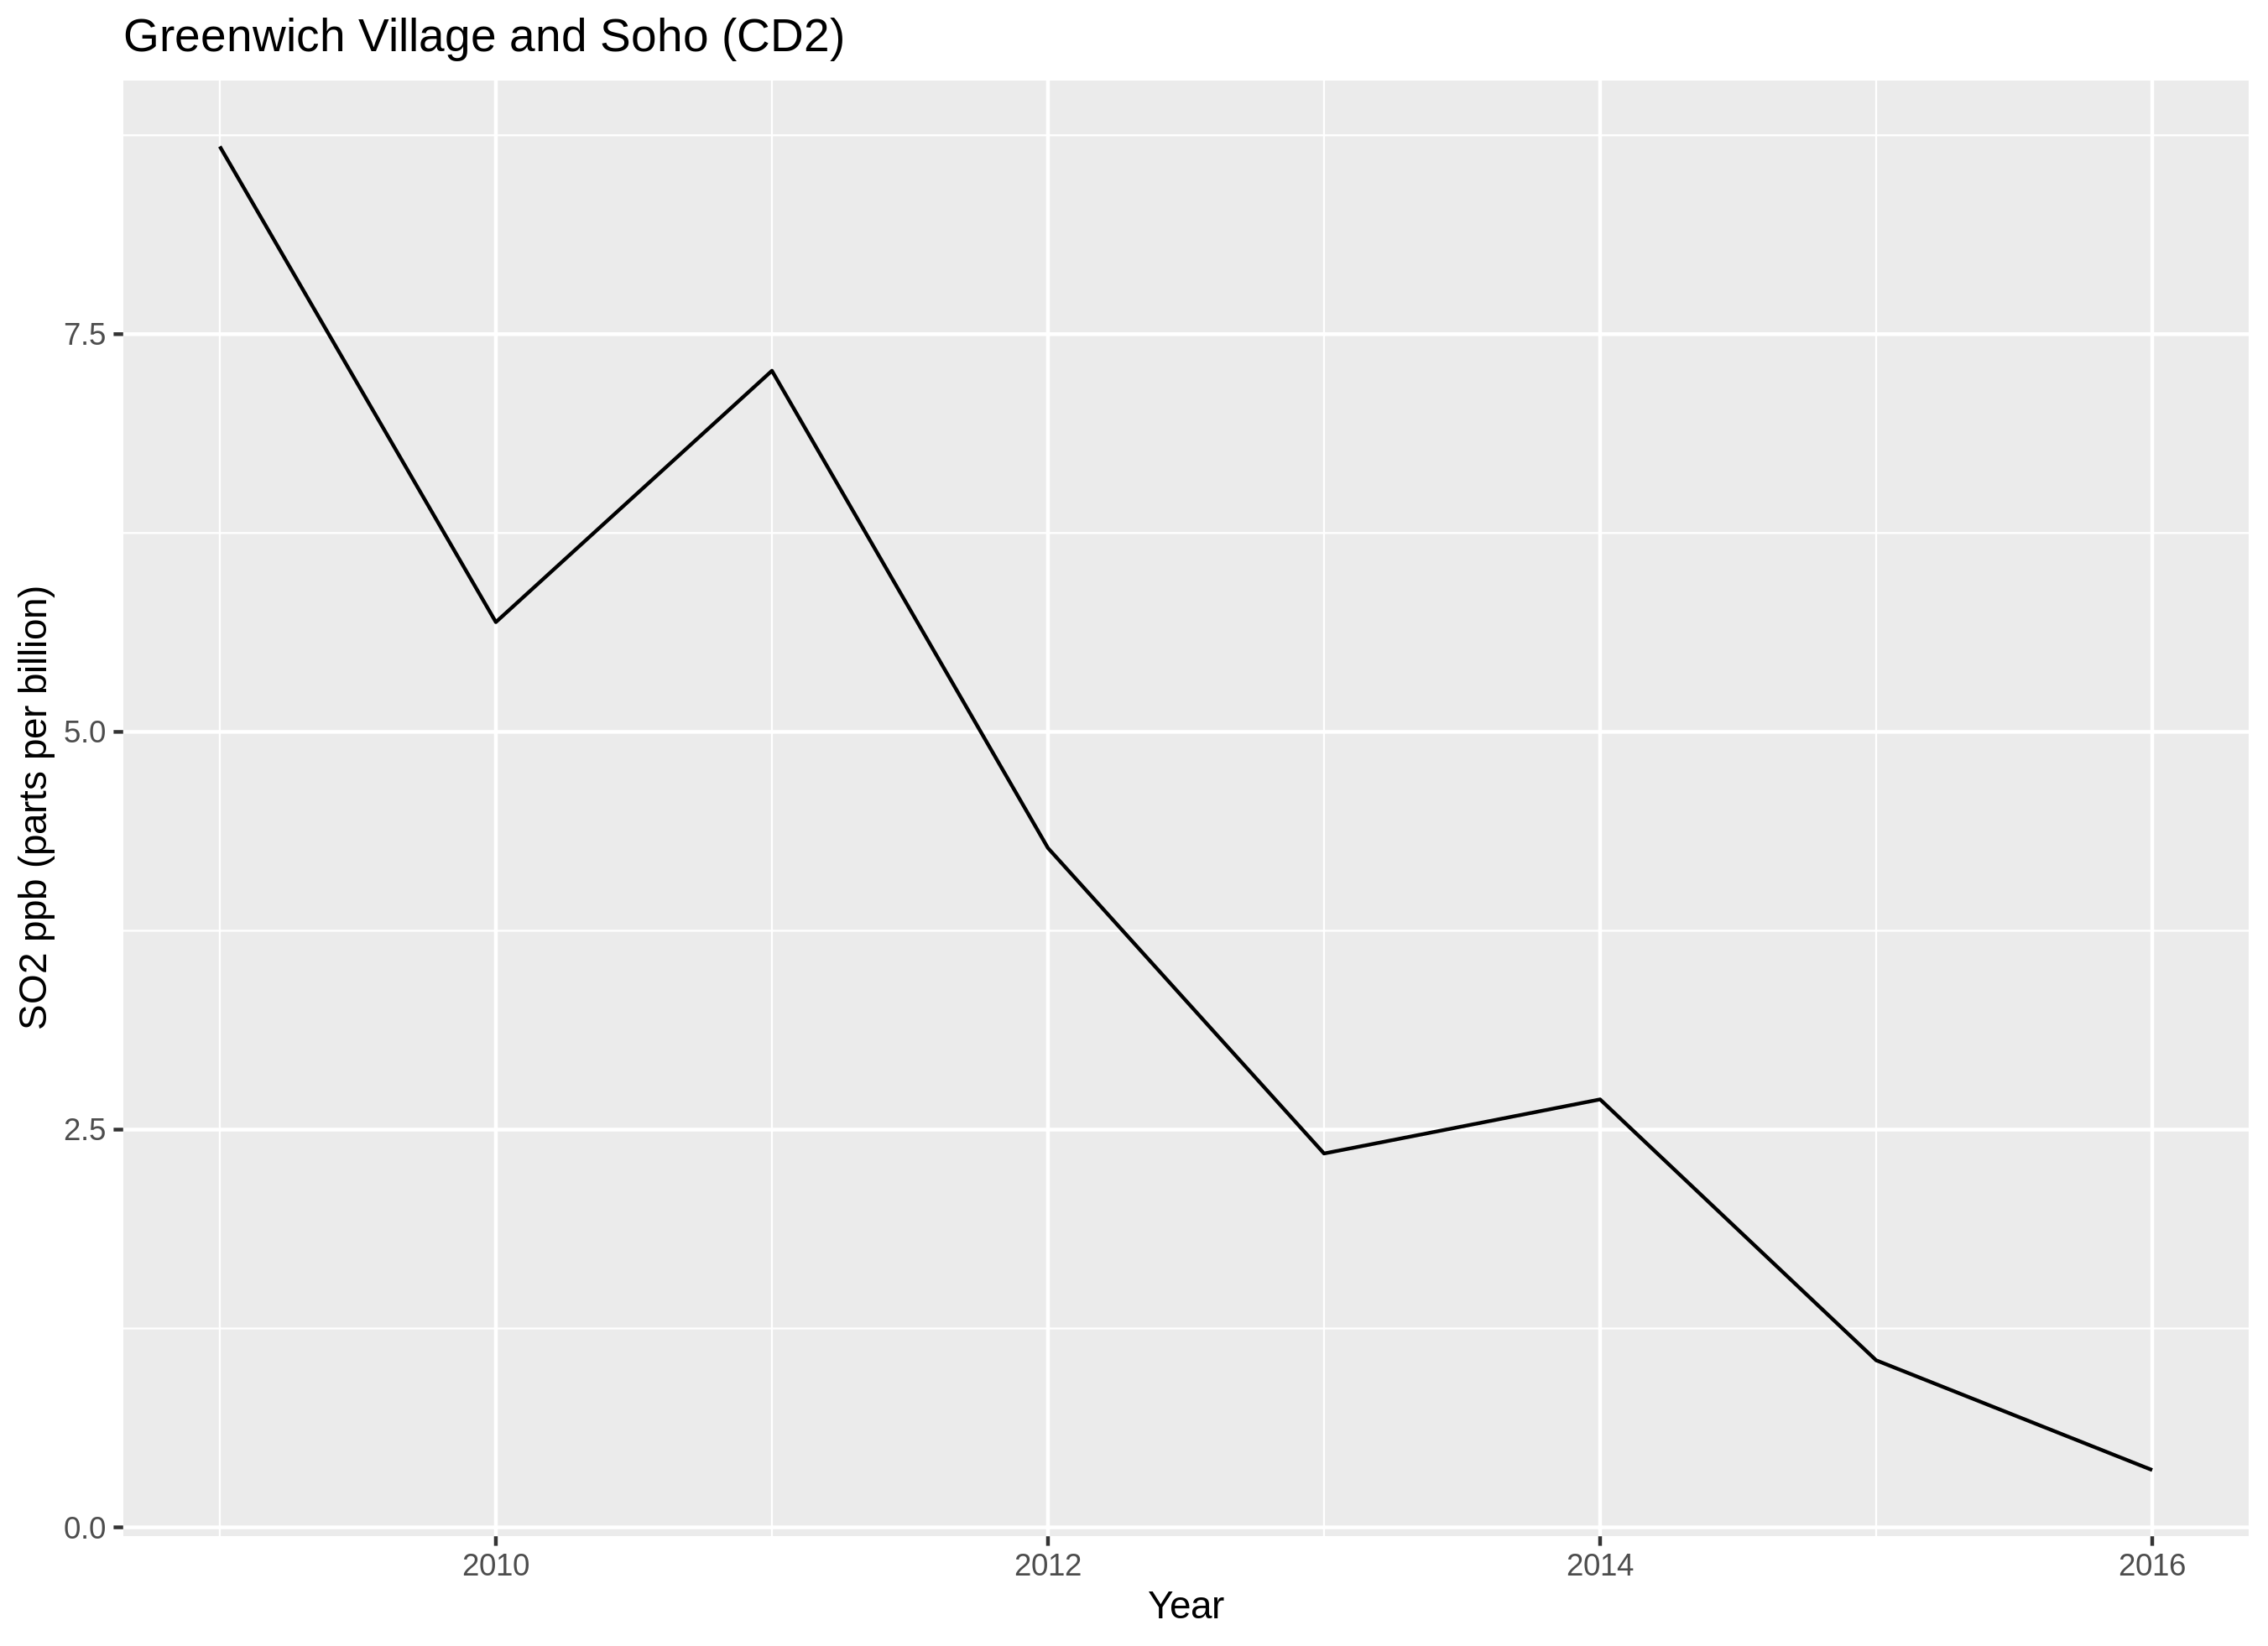 Greenwich Village and Soho (CD2)
SO2 ppb (parts per billion)
7.5
5.0
2.5
0.0
2010
2012
2014
2016
Year